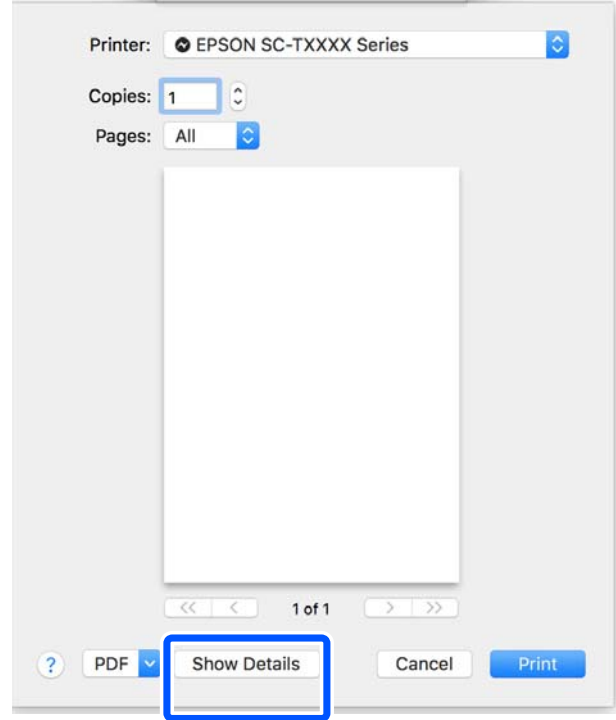 Printer: EPSON SC-TXXXX Series
Copies: 1
Pages: All
<< < 1 of 1 > >>
? PDF Show Details Cancel Print